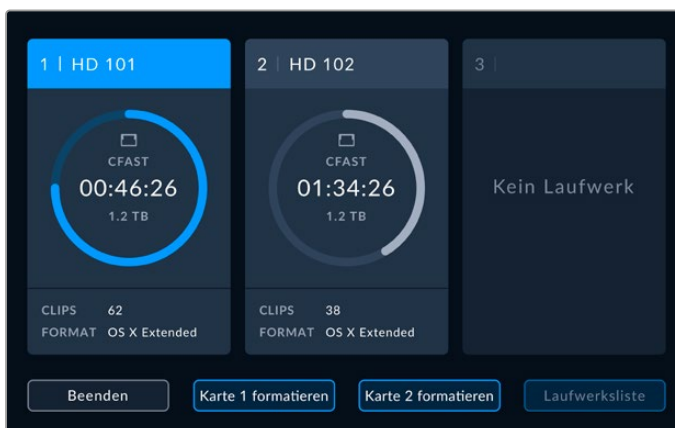 1 | HD 101
CFAST
00:46:26
1.2 TB
CLIPS 62
FORMAT OS X Extended
2 | HD 102
CFAST
01:34:26
1.2 TB
CLIPS 38
FORMAT OS X Extended
3 |
Kein Laufwerk
Beenden
Karte 1 formatieren
Karte 2 formatieren
Laufwerksliste